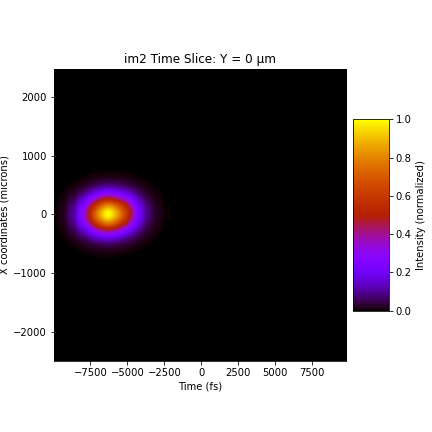 im2 Time Slice: Y = 0 μm
X coordinates (microns)
2000
1000
0
−1000
−2000
−7500 −5000 −2500 0 2500 5000 7500
Time (fs)
1.0
0.8
0.6
0.4
0.2
0.0
Intensity (normalized)